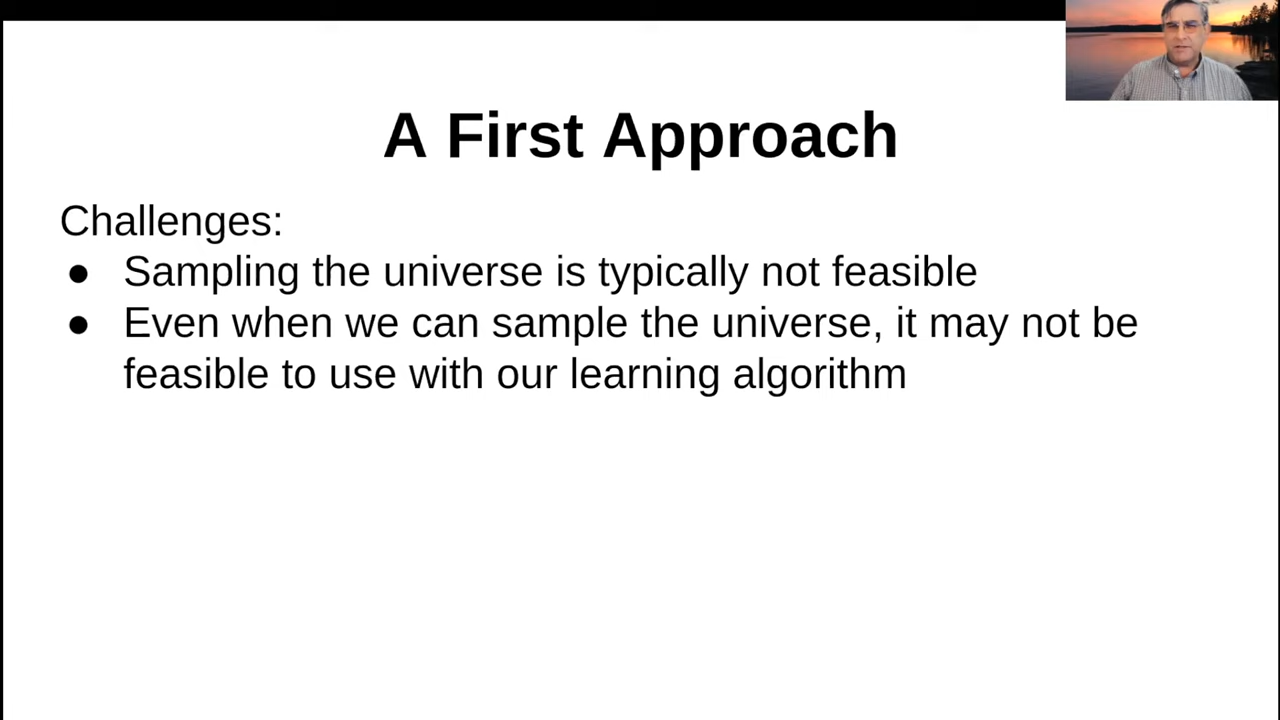 A First Approach
Challenges:
● Sampling the universe is typically not feasible
● Even when we can sample the universe, it may not be
feasible to use with our learning algorithm